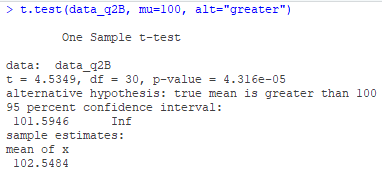 > t.test(data_q2B, mu=100, alt="greater")
One Sample t-test
data:  data_q2B
t = 4.5349, df = 30, p-value = 4.316e-05
alternative hypothesis: true mean is greater than 100
95 percent confidence interval:
101.5946      Inf
sample estimates:
mean of x
102.5484